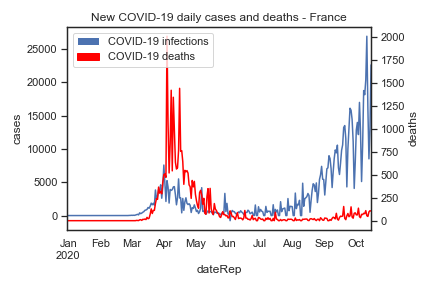 New COVID-19 daily cases and deaths - France
COVID-19 infections
COVID-19 deaths
25000
20000
15000
10000
5000
0
cases
2000
1750
1500
1250
1000
750
500
250
0
deaths
Jan Feb Mar Apr May Jun Jul Aug Sep Oct
2020
dateRep